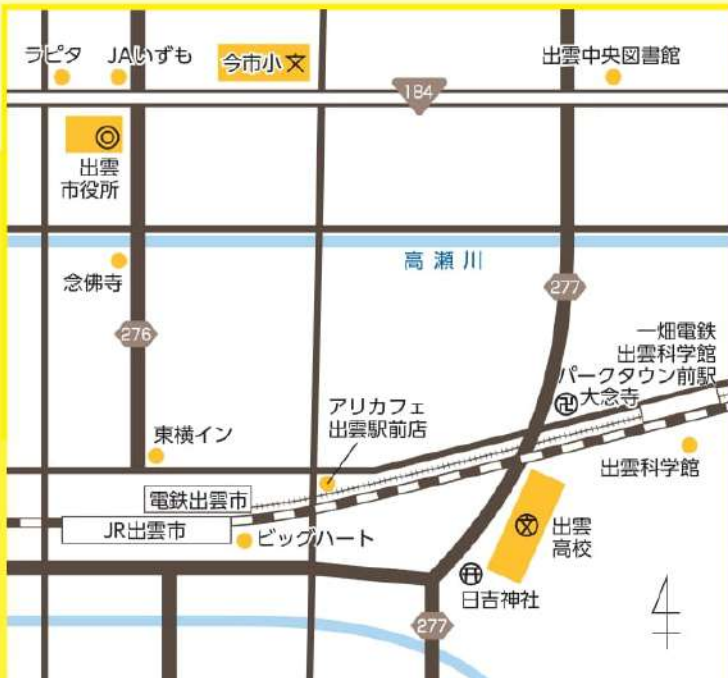 ラピタ
JAいずも
今市小
文
出雲中央図書館
184
出雲
市役所
高瀬川
念佛寺
277
276
一畑電鉄
出雲科学館
パークタウン前駅
大念寺
アリカフェ
出雲駅前店
東横イン
出雲科学館
電鉄出雲市
JR出雲市
ビッグハート
文
出雲
高校
日吉神社
277